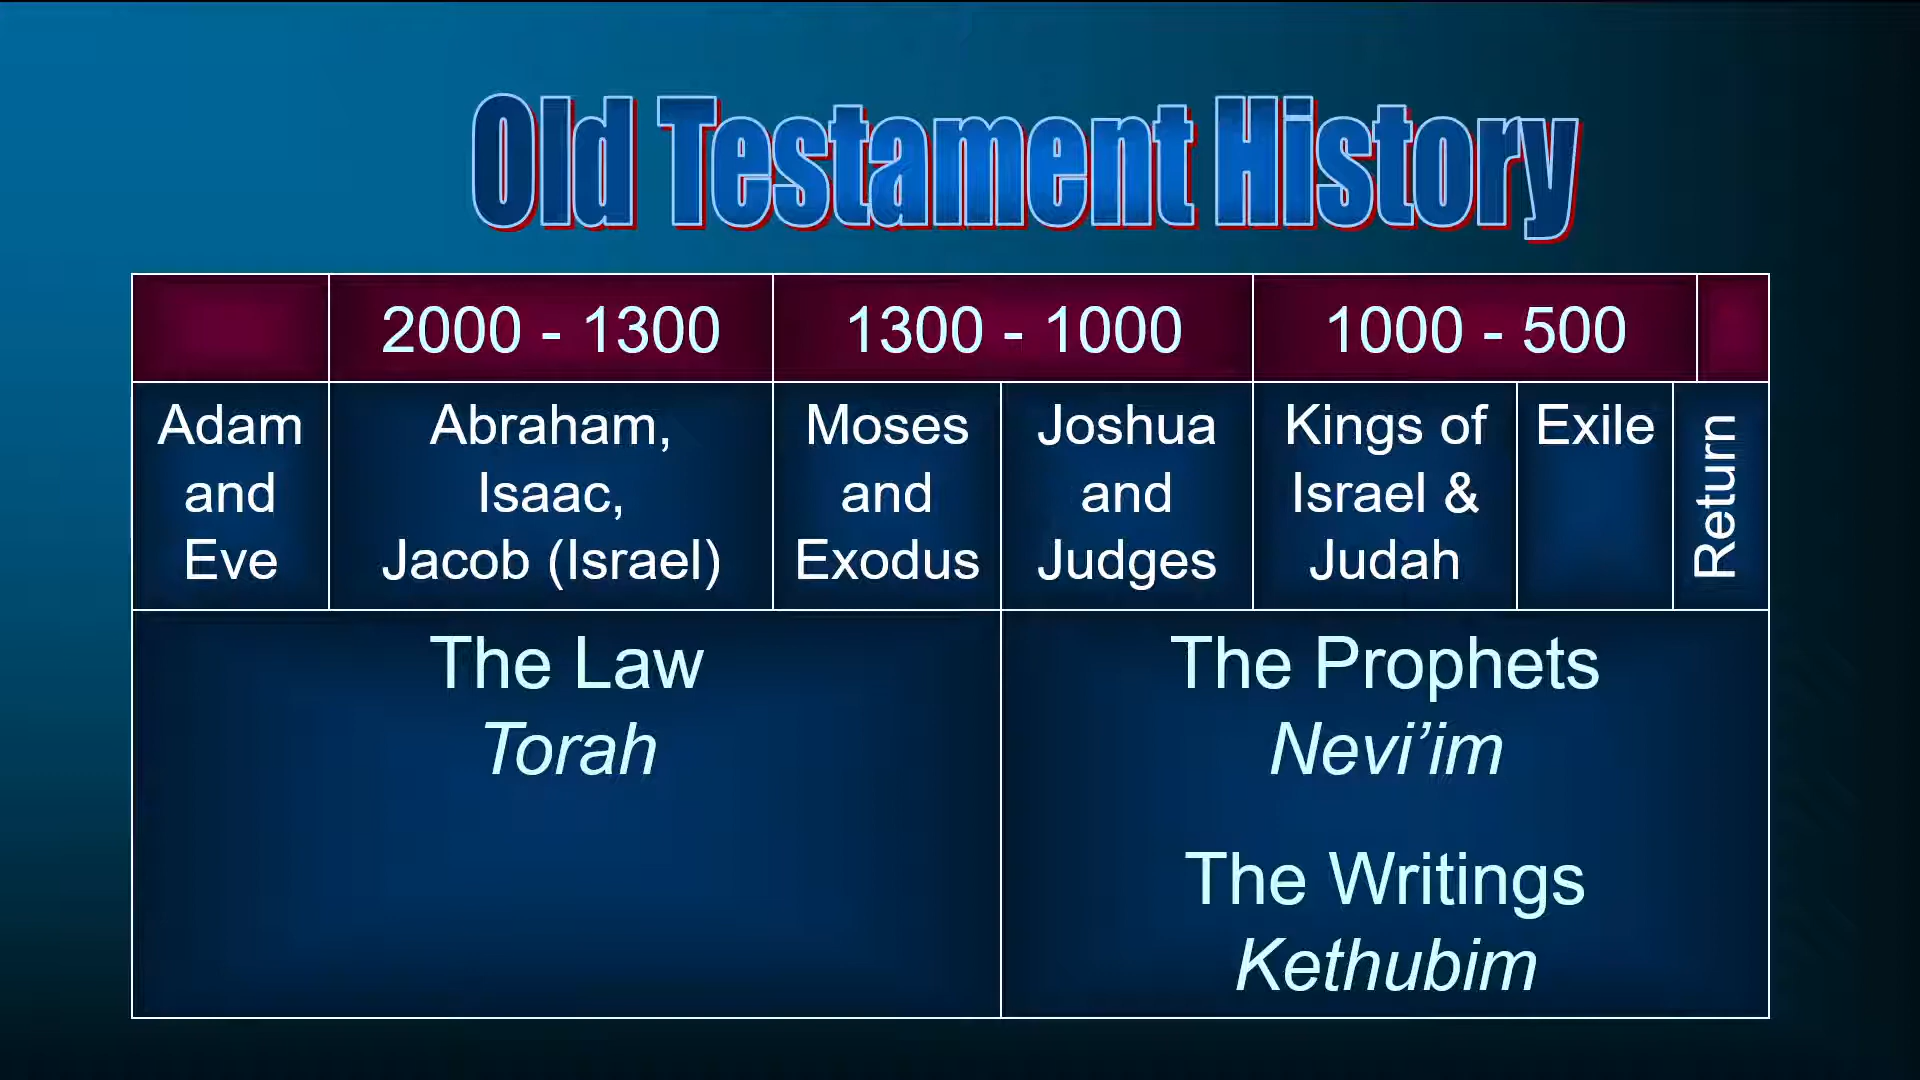 Old Testament History
2000 - 1300
1300 - 1000
1000 - 500
Adam
and
Eve
Abraham,
Isaac,
Jacob (Israel)
Moses
and
Exodus
Joshua
and
Judges
Kings of
Israel &
Judah
Exile
Return
The Law
Torah
The Prophets
Nevi’im
The Writings
Kethubim